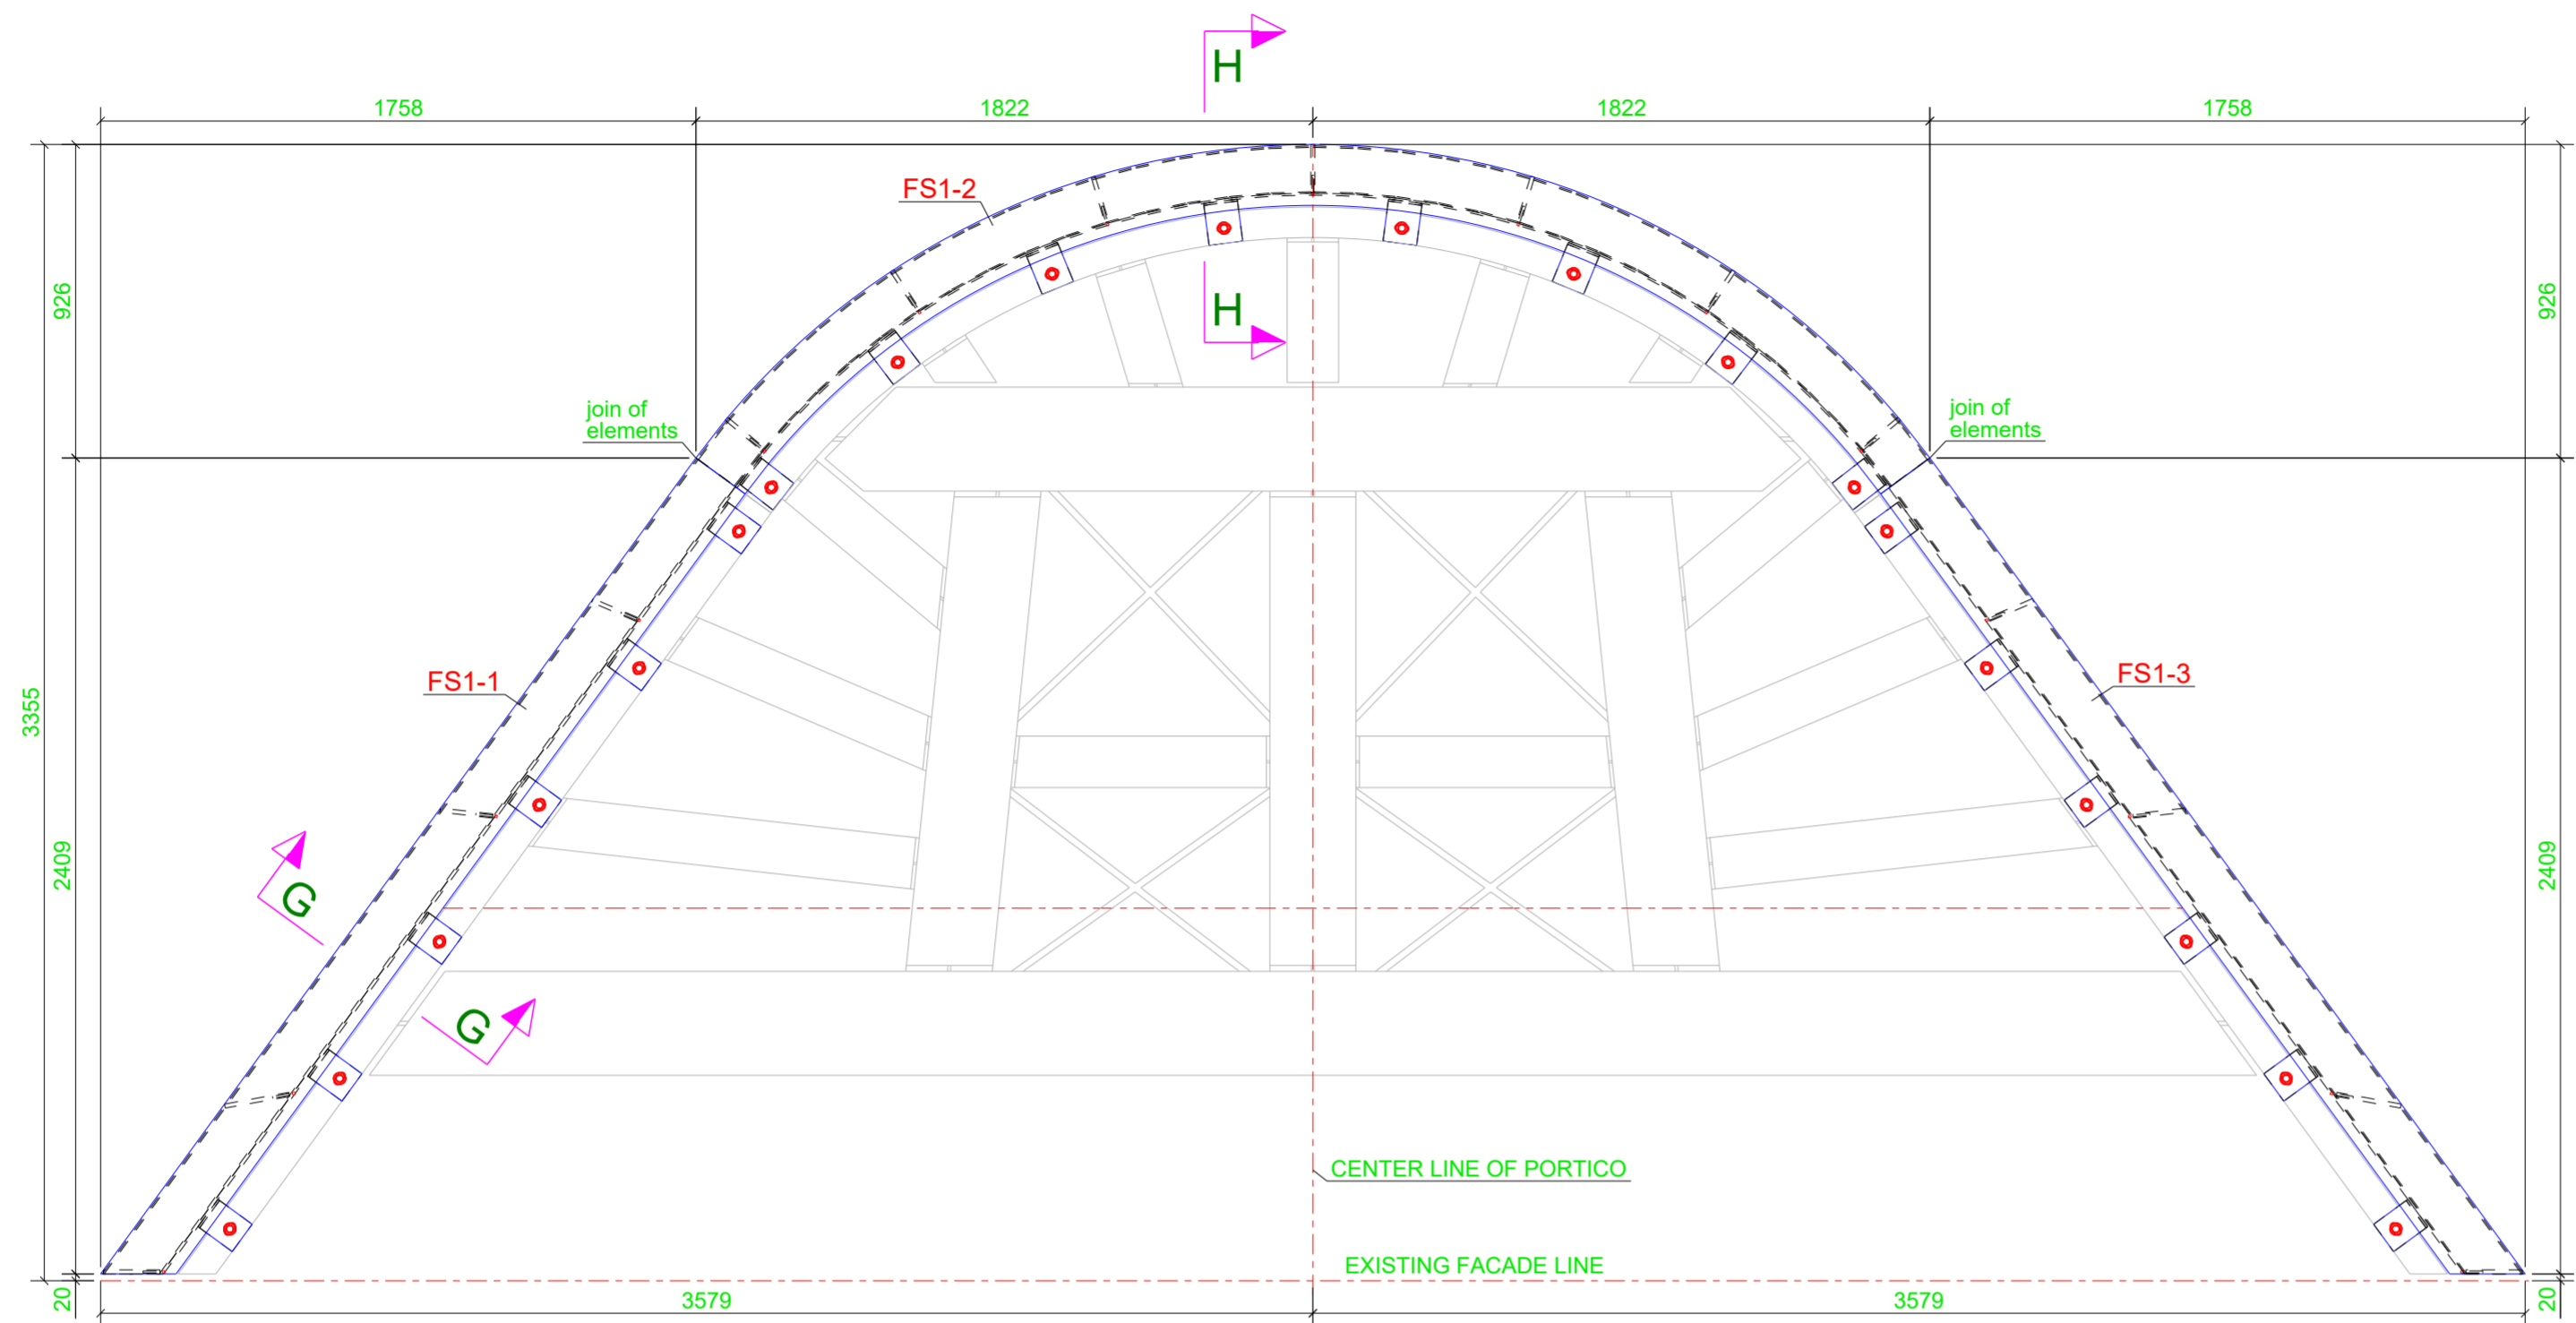 H
1758
1822
1822
1758
FS1-2
H
926
926
join of
elements
join of
elements
FS1-1
FS1-3
3355
2409
2409
G
G
CENTER LINE OF PORTICO
EXISTING FACADE LINE
20
3579
3579
20